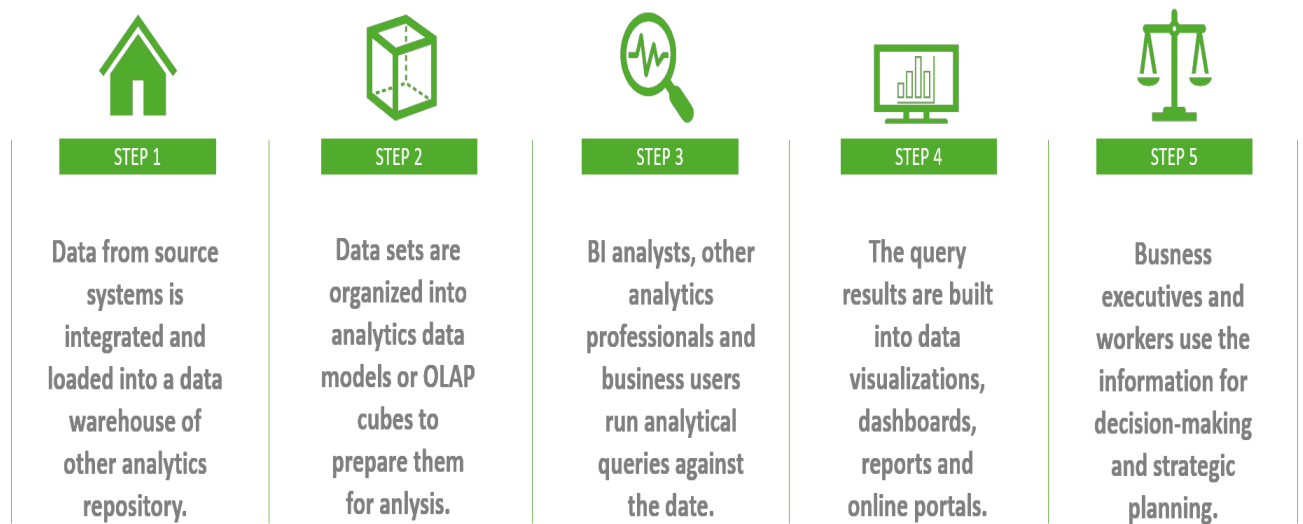 STEP 1
Data from source
systems is
integrated and
loaded into a data
warehouse of
other analytics
repository.
STEP 2
Data sets are
organized into
analytics data
models or OLAP
cubes to
prepare them
for anlysis.
STEP 3
BI analysts, other
analytics
professionals and
business users
run analytical
queries against
the date.
STEP 4
The query
results are built
into data
visualizations,
dashboards,
reports and
online portals.
STEP 5
Busness
executives and
workers use the
information for
decision-making
and strategic
planning.